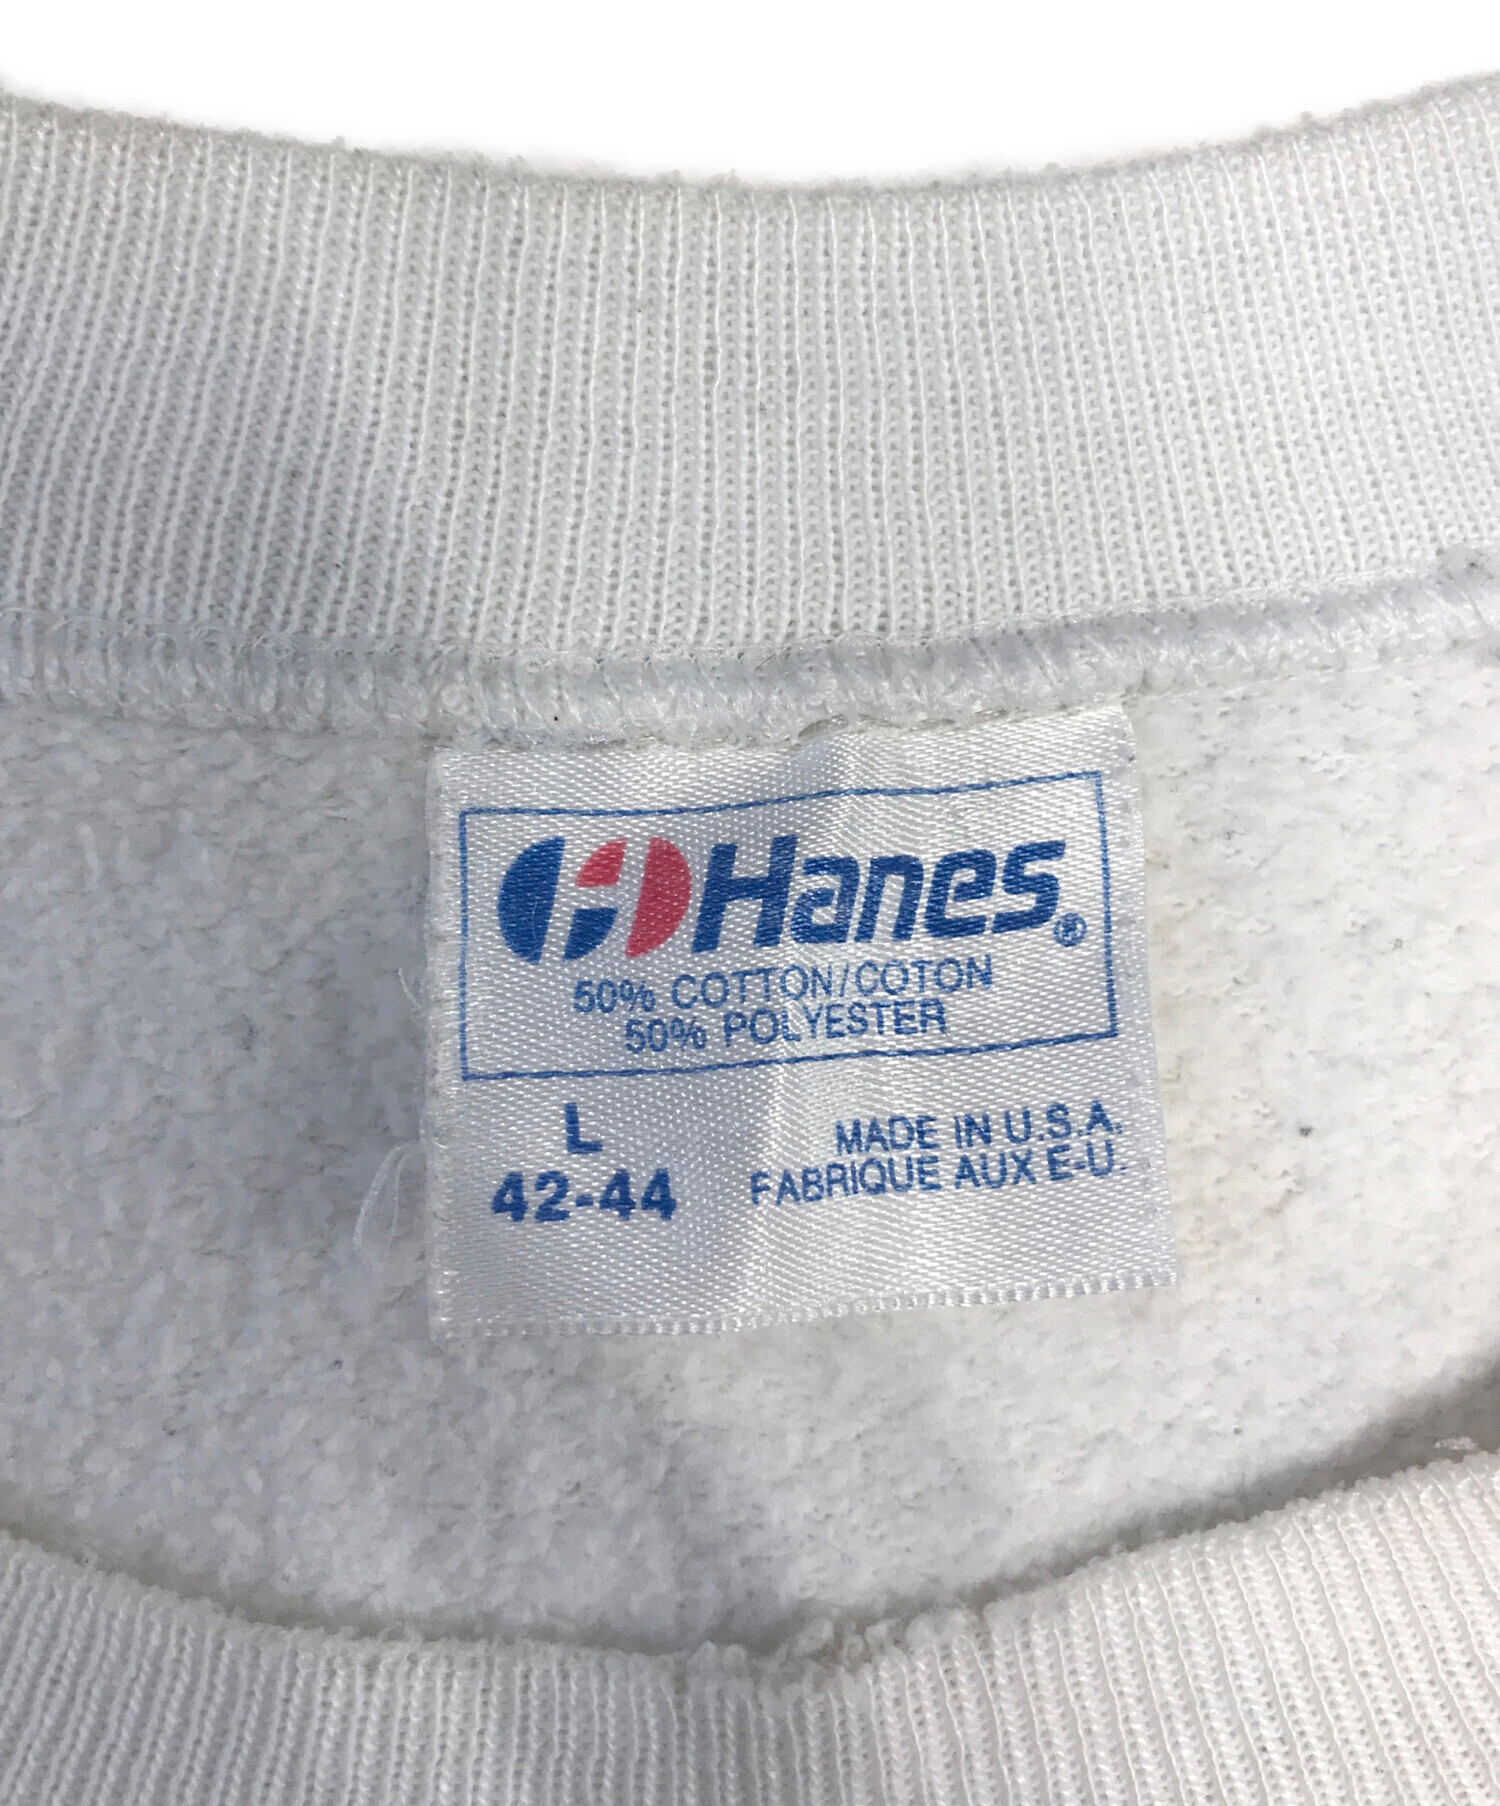 Hanes®
50% COTTON/COTON
50% POLYESTER
L
42-44
MADE IN U.S.A.
FABRIQUE AUX E-U.